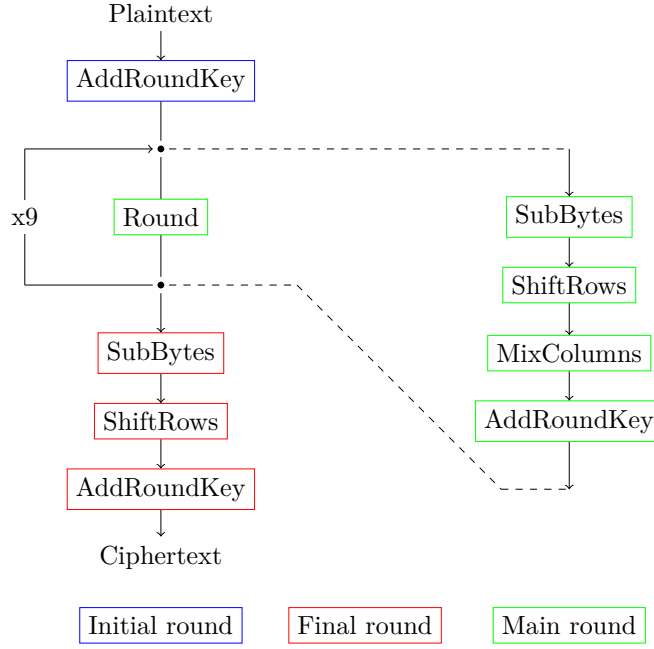 Plaintext
AddRoundKey
x9
Round
SubBytes
ShiftRows
AddRoundKey
Ciphertext
SubBytes
ShiftRows
MixColumns
AddRoundKey
Initial round
Final round
Main round